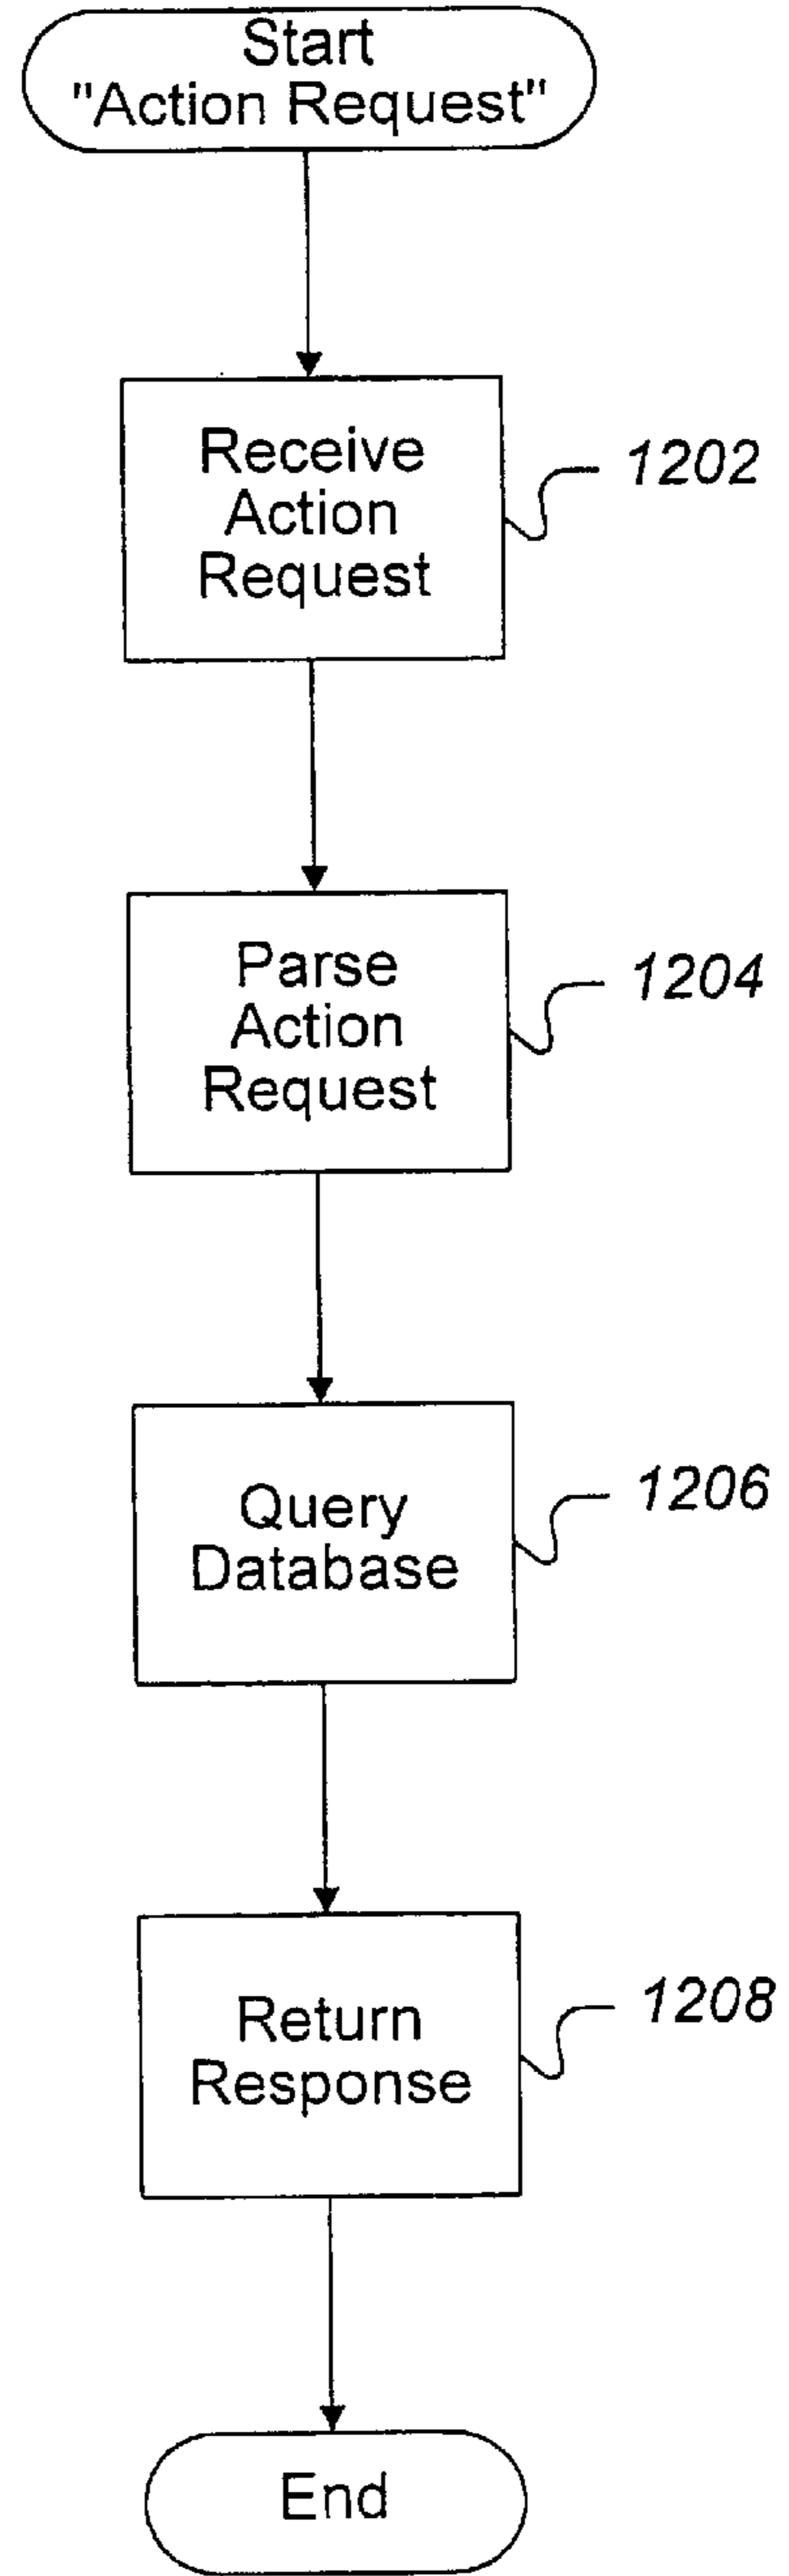 Start
"Action Request"
Receive
Action
Request
1202
Parse
Action
Request
1204
Query
Database
1206
Return
Response
1208
End